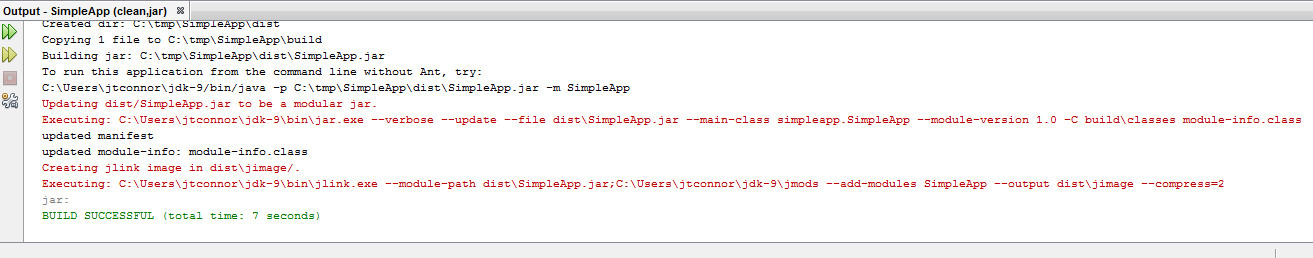 Output - SimpleApp (clean,jar)
Created dir: C:\tmp\SimpleApp\dist
Copying 1 file to C:\tmp\SimpleApp\build
Building jar: C:\tmp\SimpleApp\dist\SimpleApp.jar
To run this application from the command line without Ant, try:
C:\Users\jtconnor\jdk-9/bin/java -p C:\tmp\SimpleApp\dist\SimpleApp.jar -m SimpleApp
Updating dist/SimpleApp.jar to be a modular jar.
Executing: C:\Users\jtconnor\jdk-9\bin\jar.exe --verbose --update --file dist\SimpleApp.jar --main-class simpleapp.SimpleApp --module-version 1.0 -C build\classes module-info.class
updated manifest
updated module-info: module-info.class
Creating jlink image in dist\jimage/.
Executing: C:\Users\jtconnor\jdk-9\bin\jlink.exe --module-path dist\SimpleApp.jar;C:\Users\jtconnor\jdk-9\jmods --add-modules SimpleApp --output dist\jimage --compress=2
jar:
BUILD SUCCESSFUL (total time: 7 seconds)